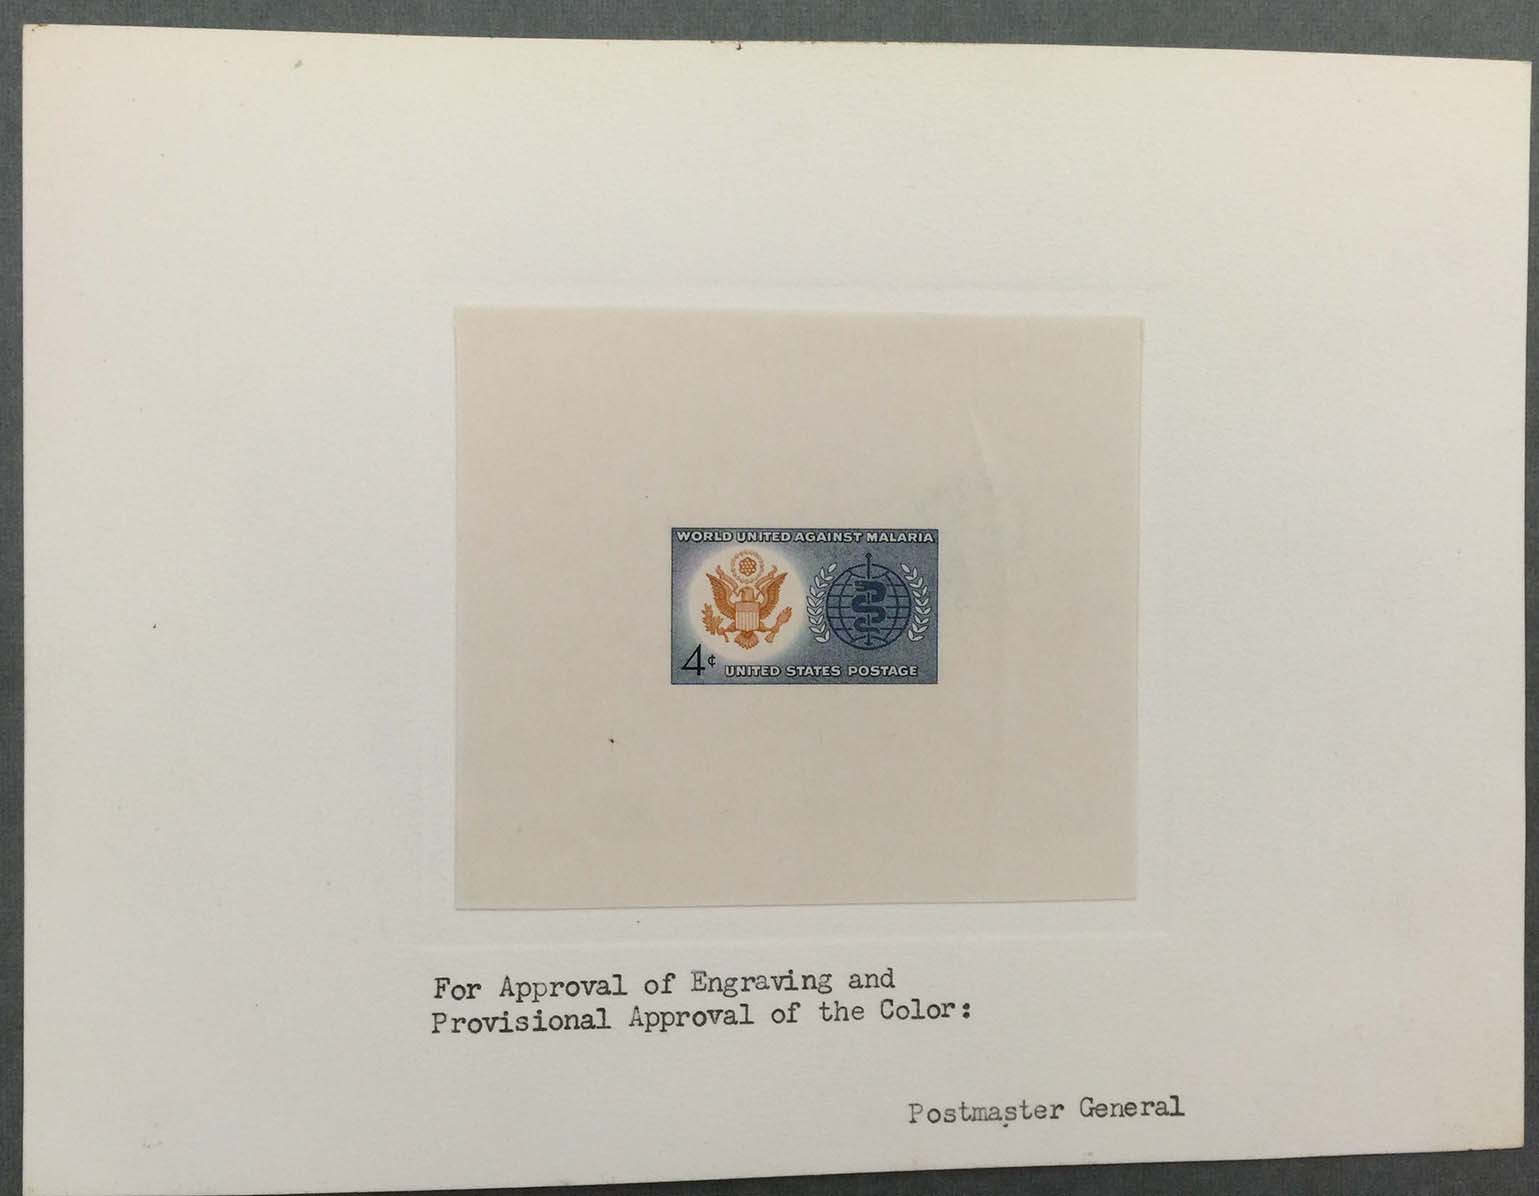 WORLD UNITED AGAINST MALARIA
4¢ UNITED STATES POSTAGE
For Approval of Engraving and
Provisional Approval of the Color:
Postmaster General